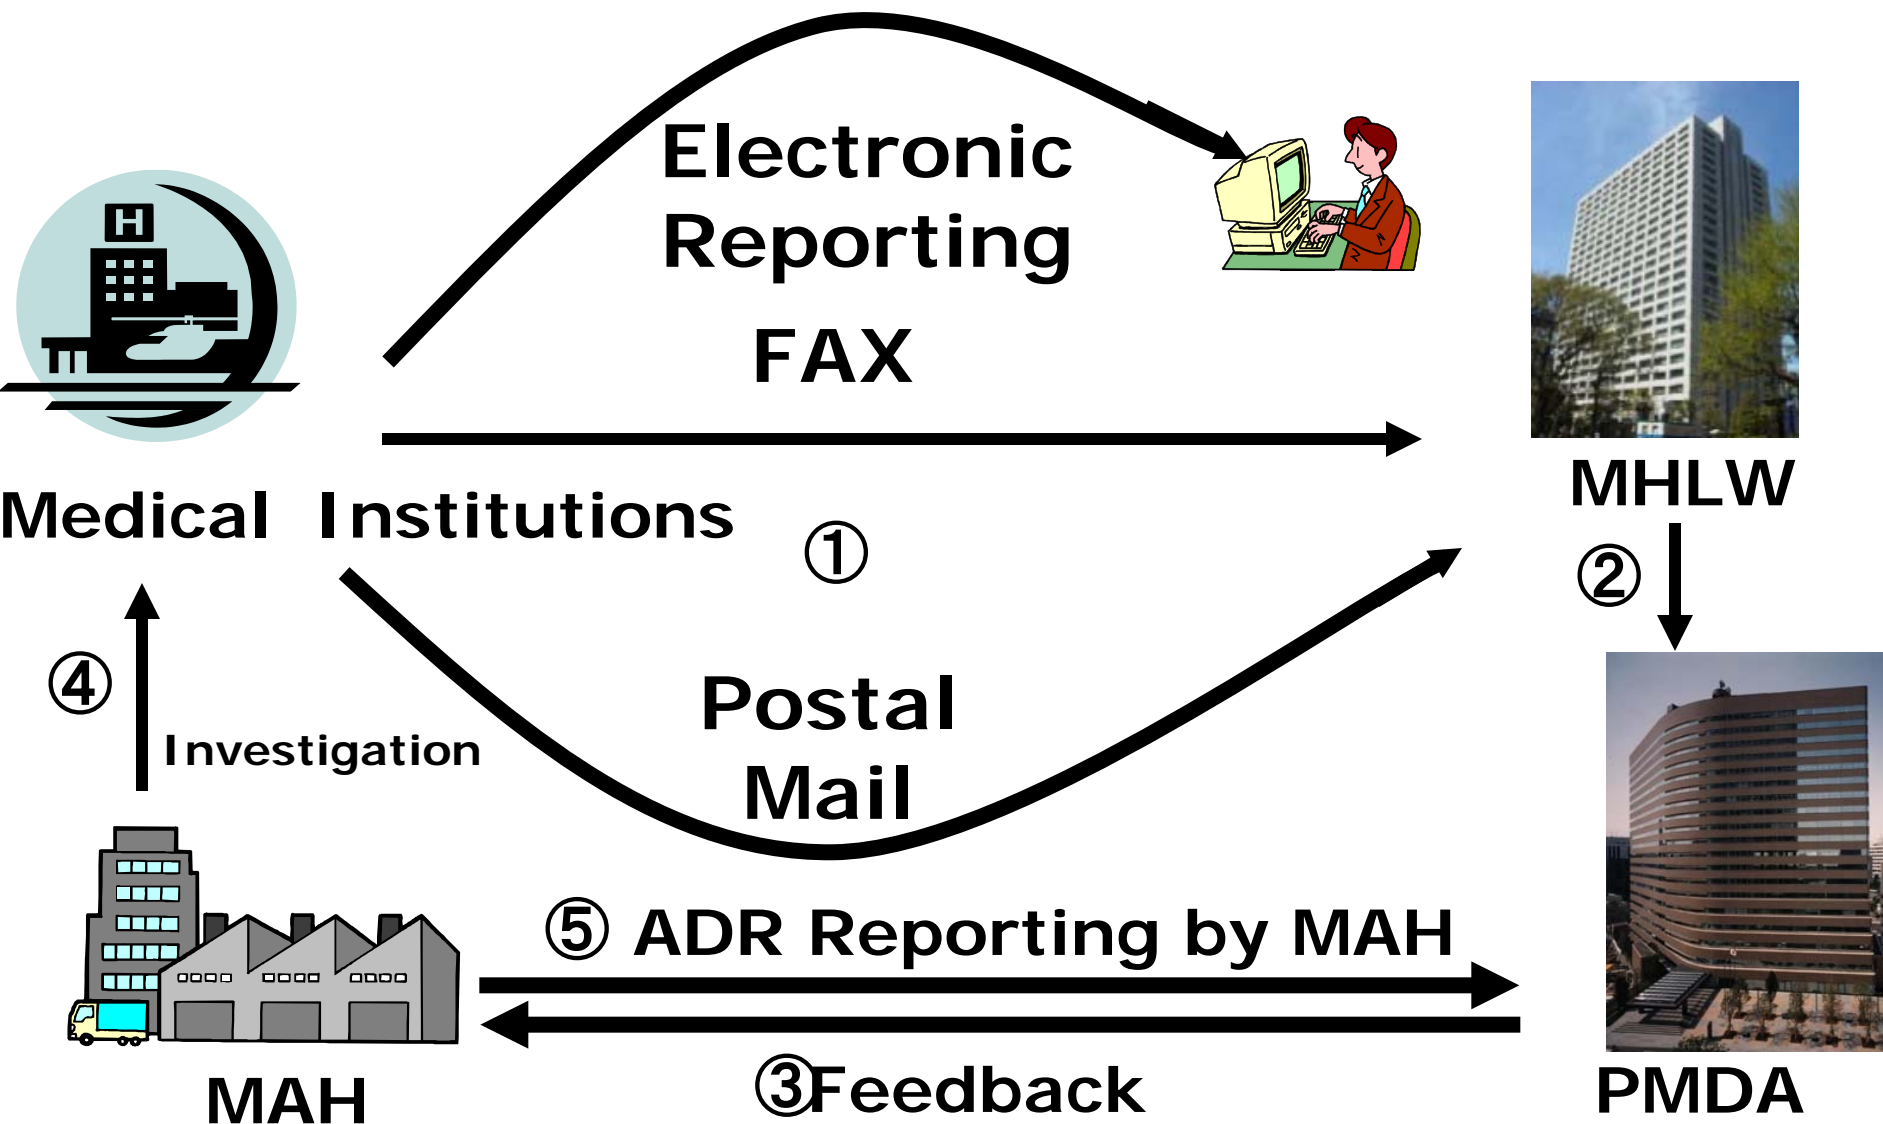 H
Electronic
Reporting
FAX
MHLW
Medical Institutions
①
②
④
Postal
Mail
Investigation
⑤ ADR Reporting by MAH
③Feedback
MAH
PMDA